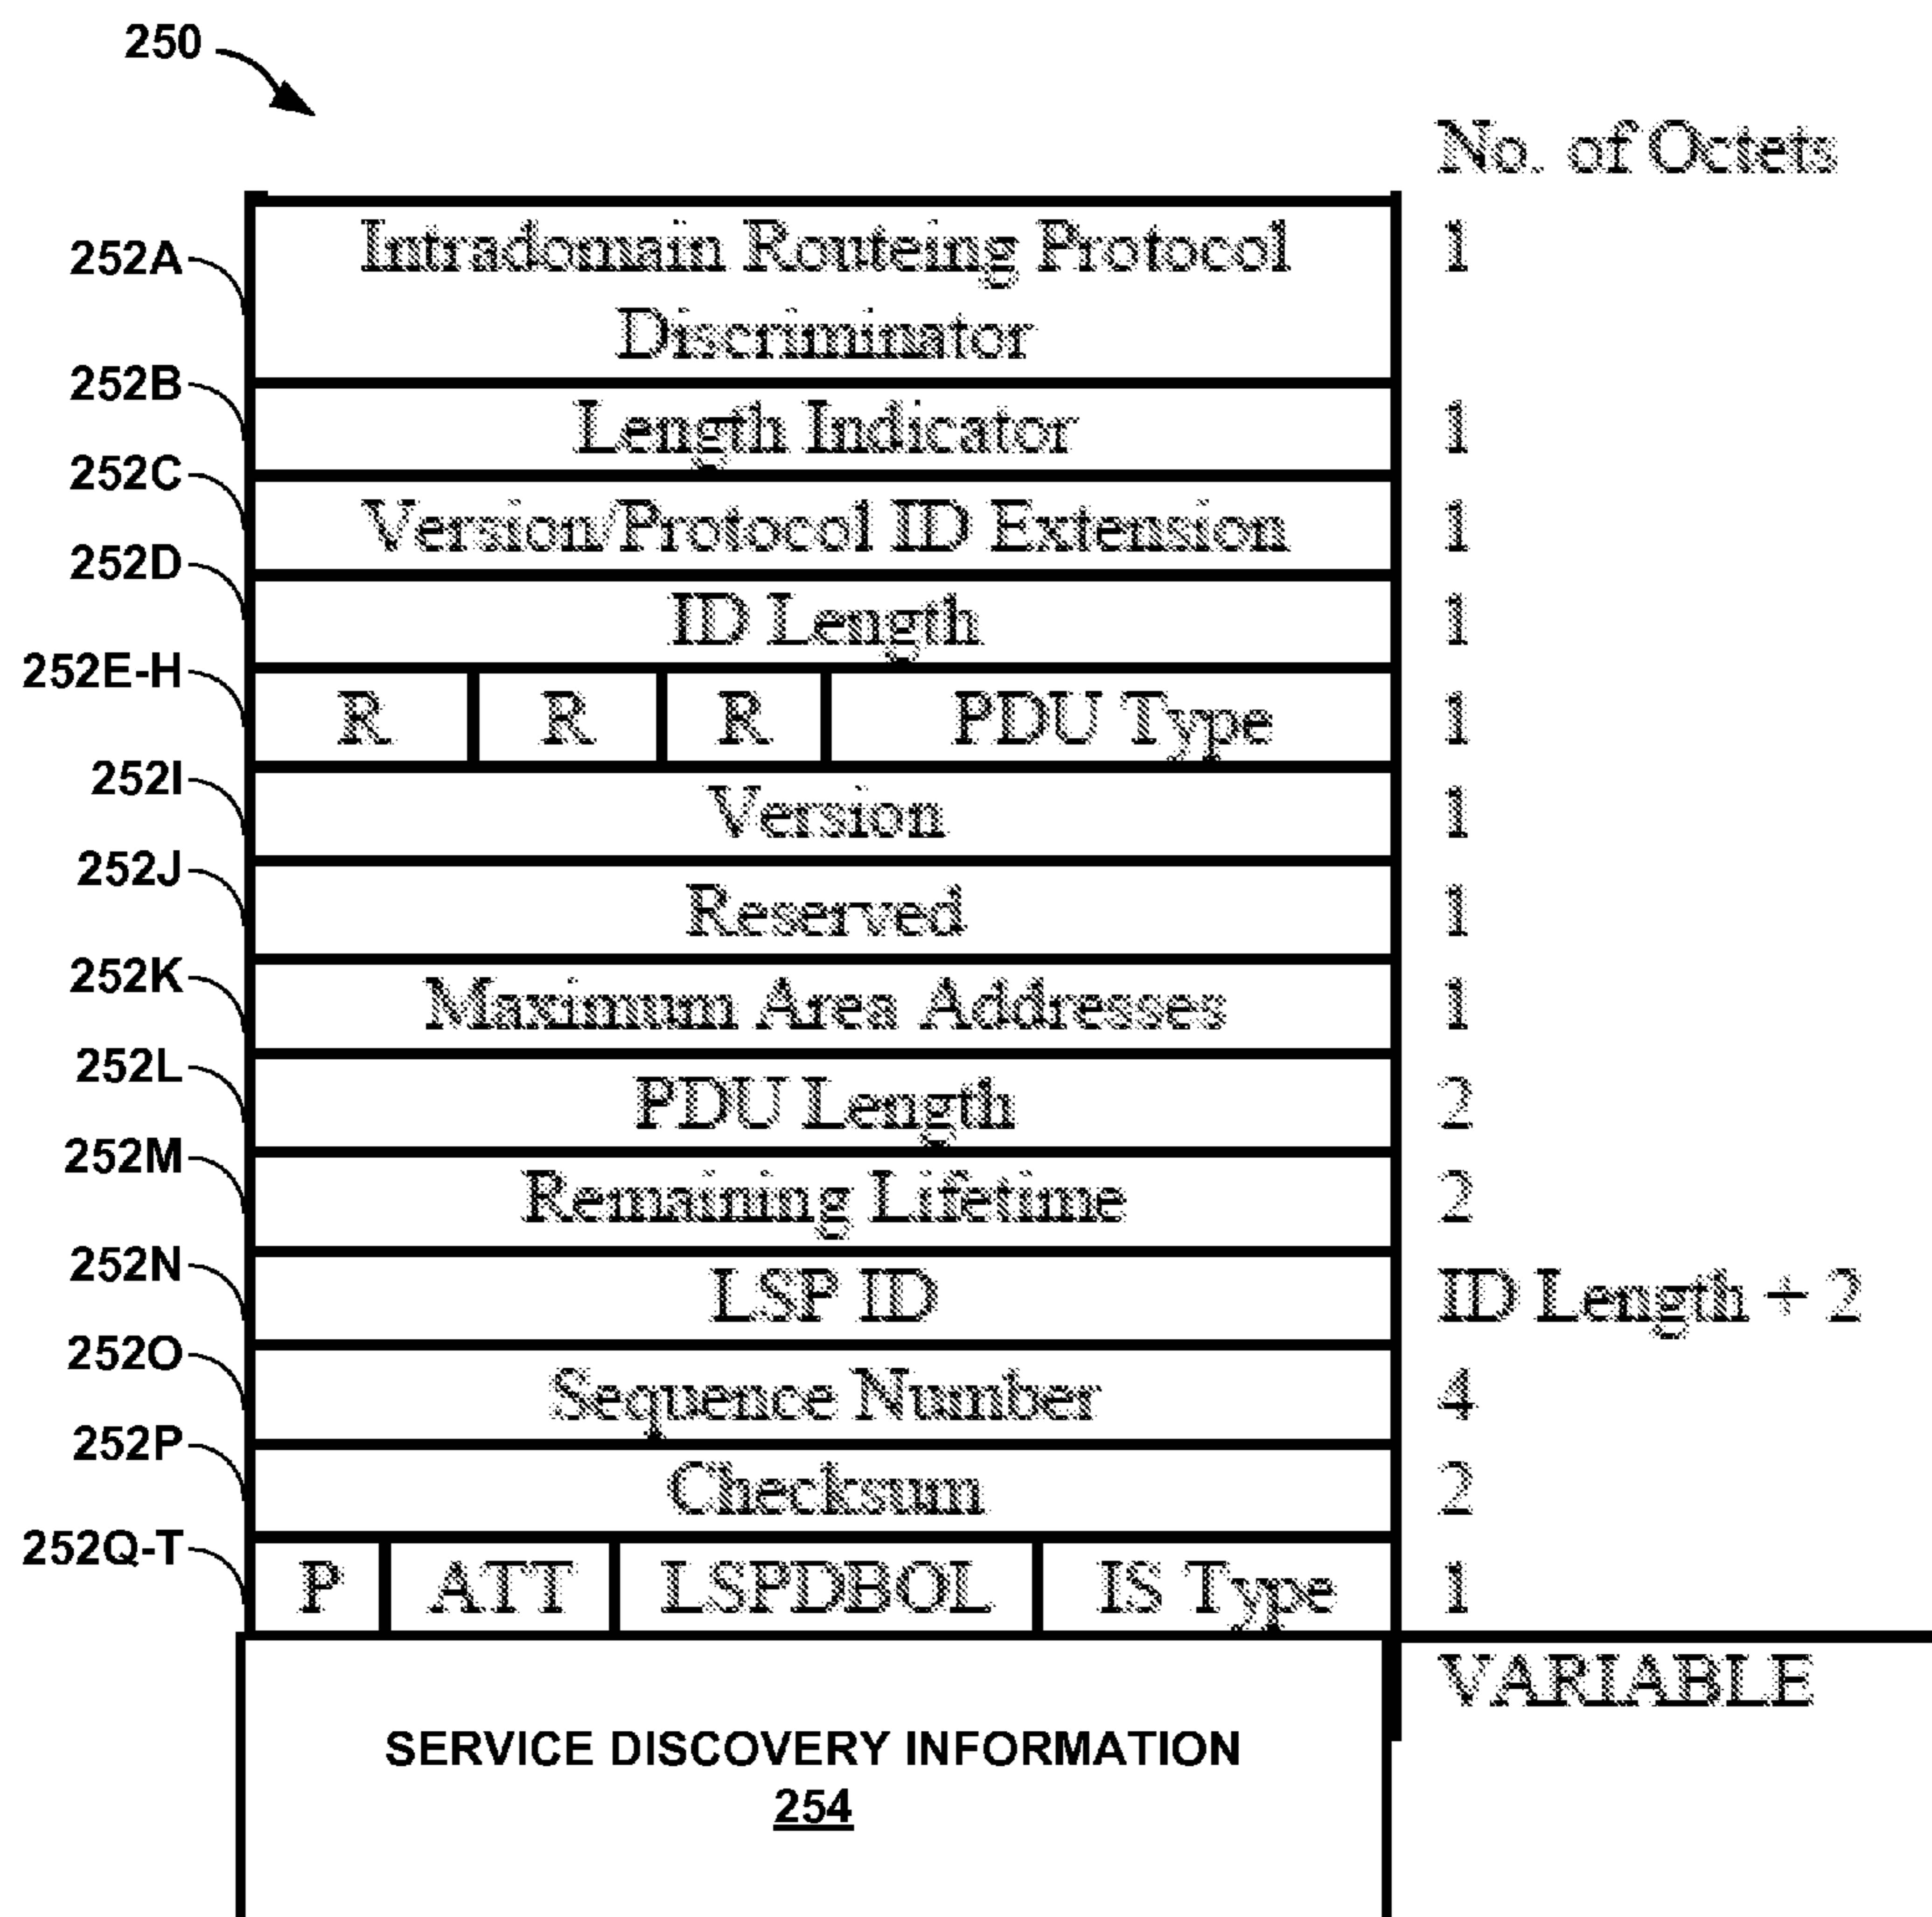 250
No. of Octets
252A
Intradomain Routeing Protocol
Discriminator
1
252B
Length Indicator
1
252C
Version/Protocol ID Extension
1
252D
ID Length
1
252E-H
R R R PDU Type
1
252I
Version
1
252J
Reserved
1
252K
Maximum Area Addresses
1
252L
PDU Length
2
252M
Remaining Lifetime
2
252N
LSP ID
ID Length + 2
252O
Sequence Number
4
252P
Checksum
2
252Q-T
P ATT LSPDBOL IS Type
1
SERVICE DISCOVERY INFORMATION
254
VARIABLE